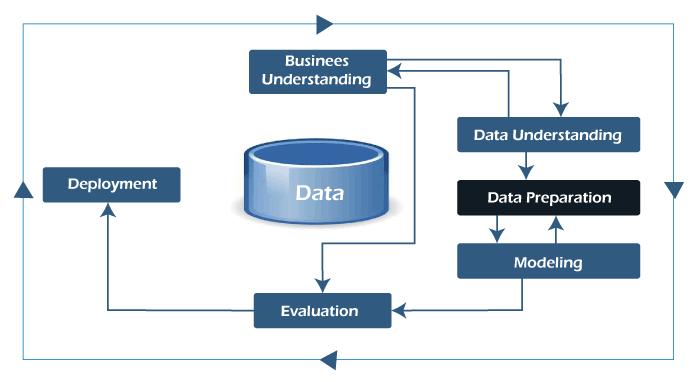 Businees
Understanding
Data Understanding
Data
Deployment
Data Preparation
Modeling
Evaluation